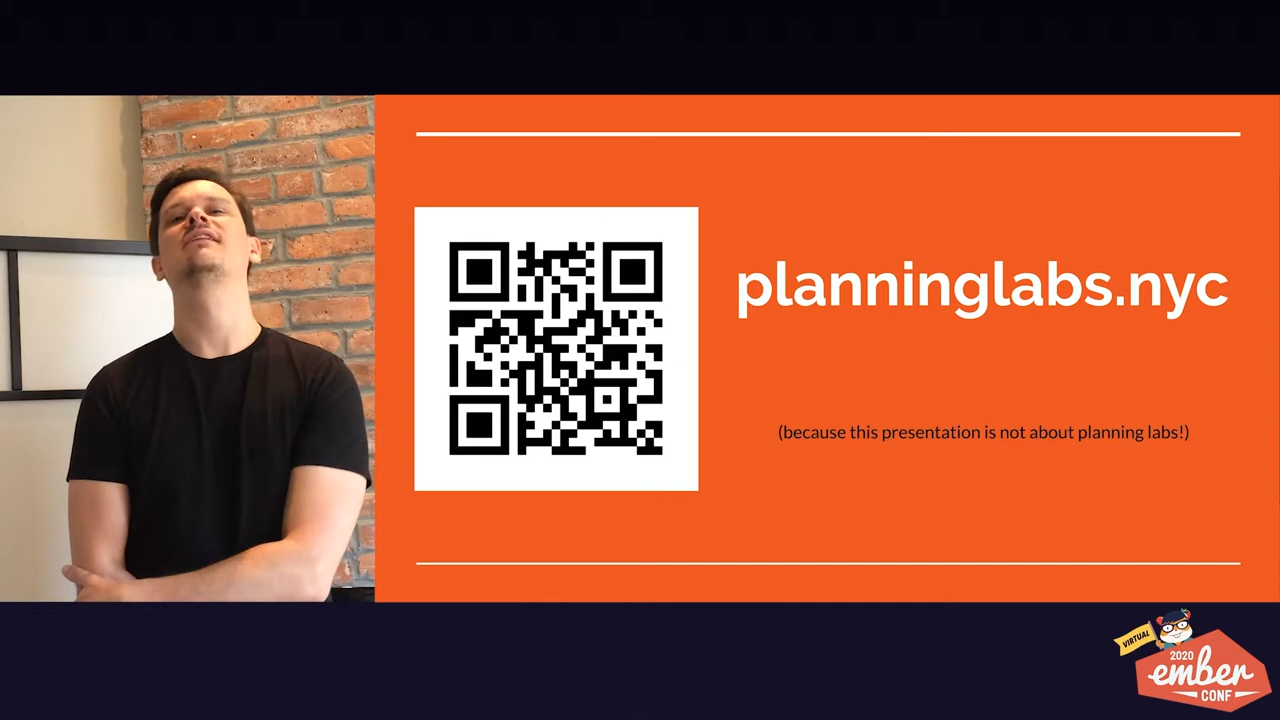 planninglabs.nyc
(because this presentation is not about planning labs!)
VIRTUAL
2020
ember
CONF